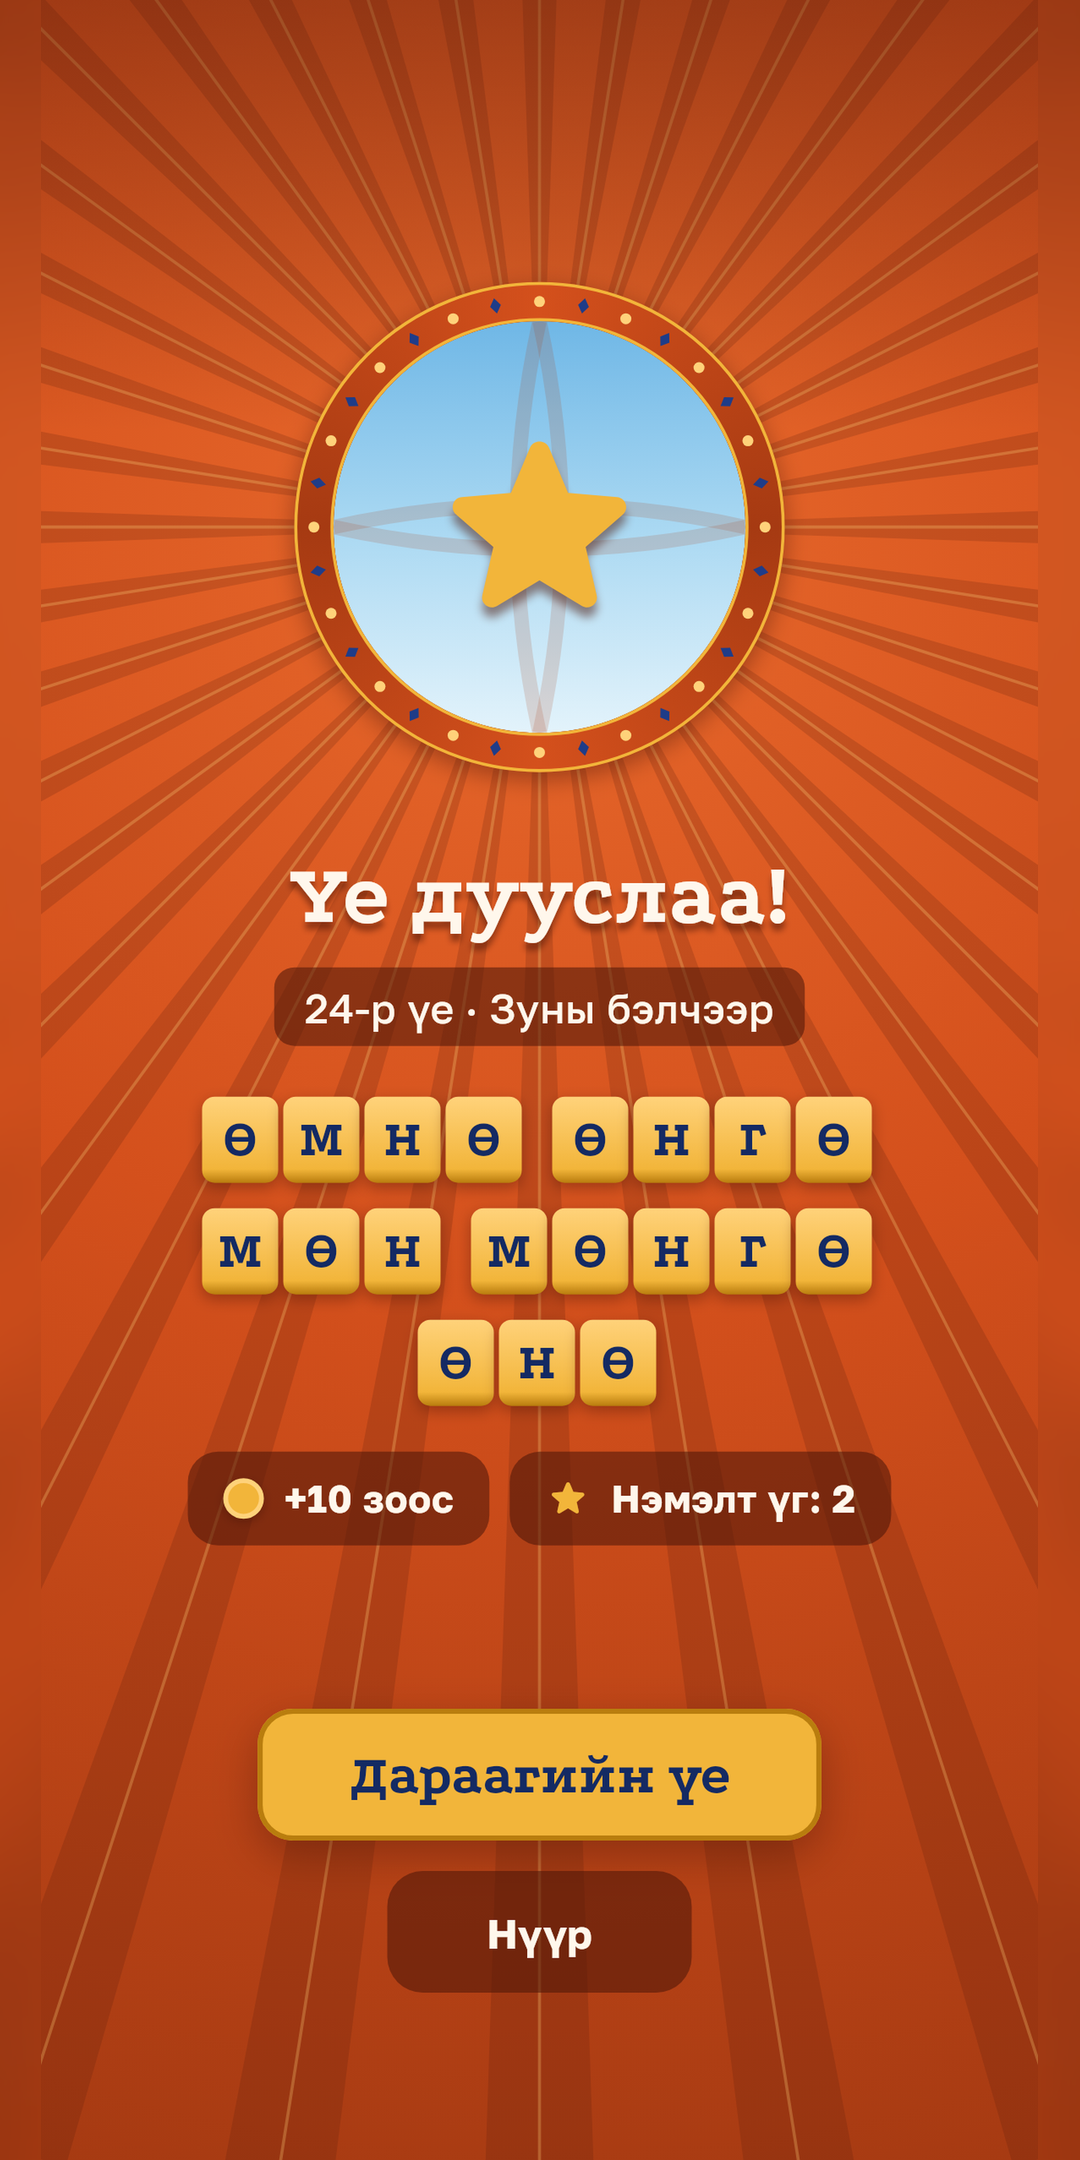 Үе дууслаа!
24-р үе · Зуны бэлчээр
ӨМНӨ ӨНГӨ
МӨН МӨНГӨ
ӨНӨ
+10 зоос Нэмэлт үг: 2
Дараагийн үе
Нүүр